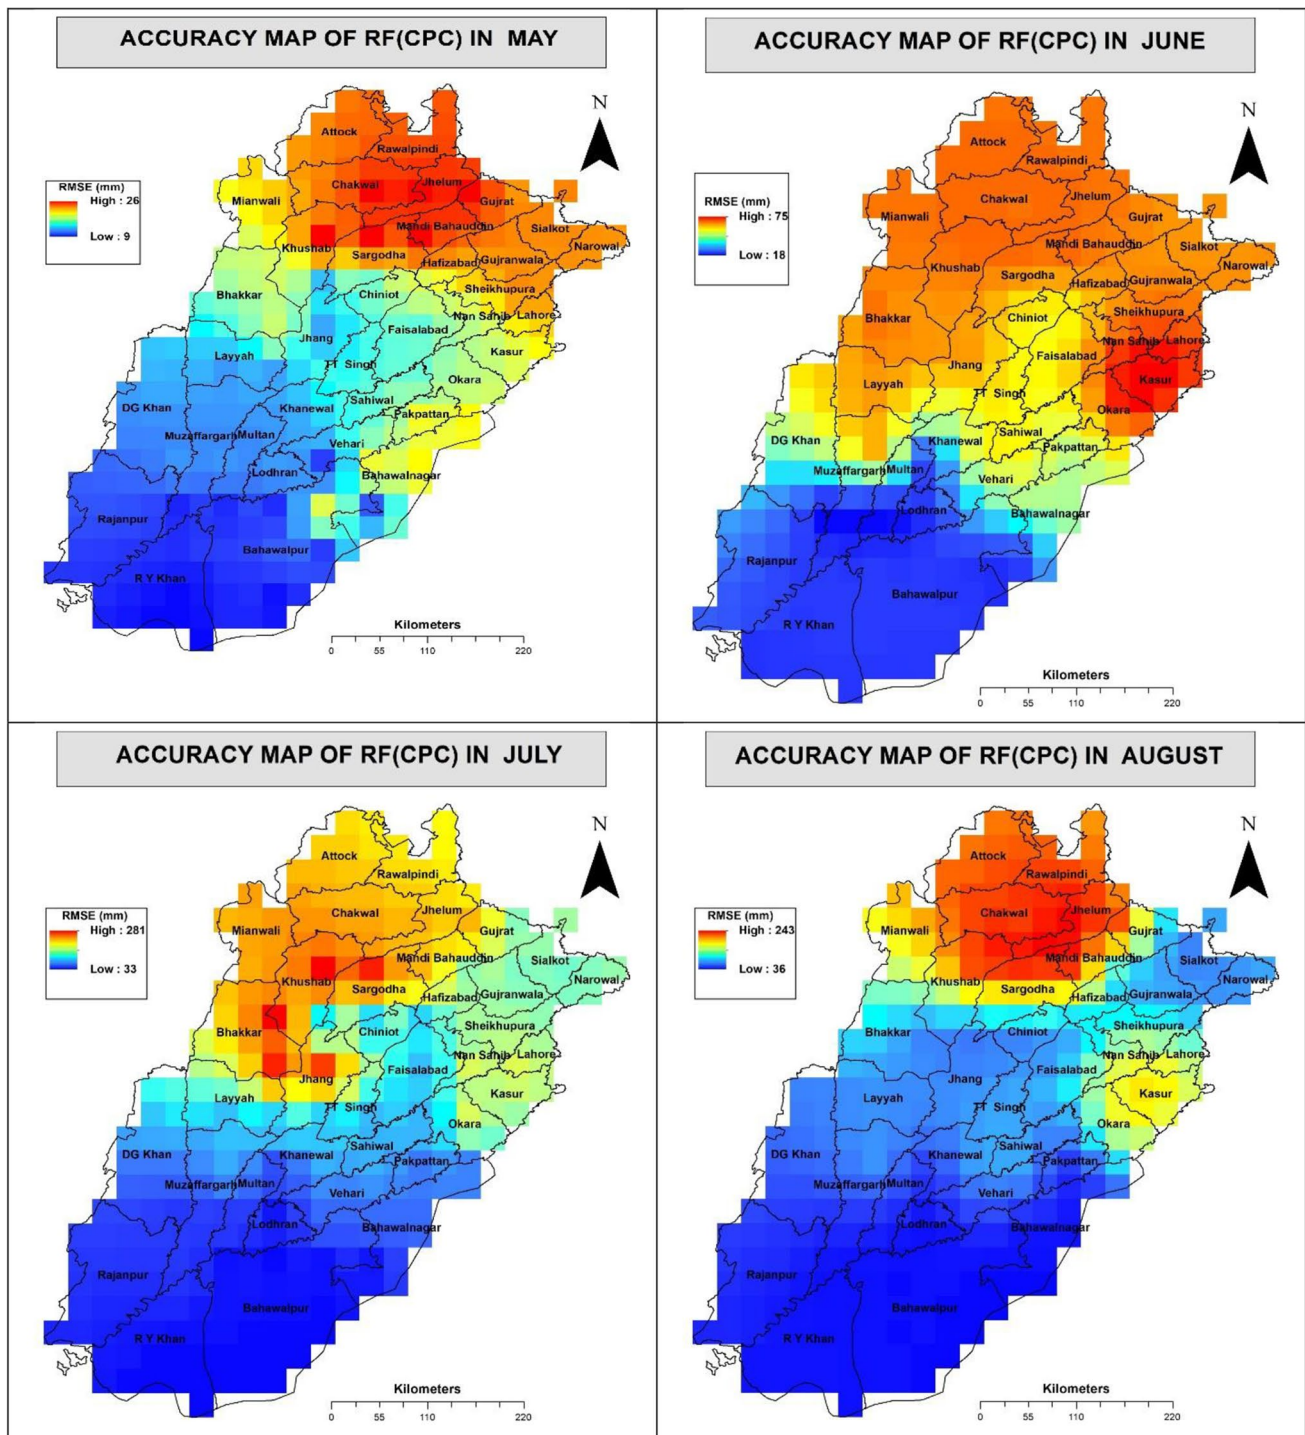 ACCURACY MAP OF RF(CPC) IN MAY
N
RMSE (mm)
High : 26
Low : 9
Attock
Rawalpindi
Chakwal
Jhelum
Mianwali
Gujrat
Mandi Bahauddin
Sialkot
Narowal
Khushab
Sargodha
Hafizabad
Gujranwala
Bhakkar
Chiniot
Sheikhupura
Nan Sahib
Lahore
Faisalabad
Jhang
Kasur
Layyah
TT Singh
Okara
DG Khan
Khanewal
Sahiwal
Pakpattan
Muzaffargarh
Multan
Vehari
Lodhran
Bahawalnagar
Rajanpur
Bahawalpur
R Y Khan
Kilometers
0 55 110 220
ACCURACY MAP OF RF(CPC) IN JUNE
N
RMSE (mm)
High : 75
Low : 18
Attock
Rawalpindi
Chakwal
Jhelum
Mianwali
Gujrat
Mandi Bahauddin
Sialkot
Narowal
Khushab
Sargodha
Hafizabad
Gujranwala
Bhakkar
Chiniot
Sheikhupura
Nan Sahib
Lahore
Faisalabad
Jhang
Kasur
Layyah
TT Singh
Okara
DG Khan
Khanewal
Sahiwal
Pakpattan
Muzaffargarh
Multan
Vehari
Lodhran
Bahawalnagar
Rajanpur
Bahawalpur
R Y Khan
Kilometers
0 55 110 220
ACCURACY MAP OF RF(CPC) IN JULY
N
RMSE (mm)
High : 281
Low : 33
Attock
Rawalpindi
Chakwal
Jhelum
Mianwali
Gujrat
Mandi Bahauddin
Sialkot
Narowal
Khushab
Sargodha
Hafizabad
Gujranwala
Bhakkar
Chiniot
Sheikhupura
Nan Sahib
Lahore
Faisalabad
Jhang
Kasur
Layyah
TT Singh
Okara
DG Khan
Khanewal
Sahiwal
Pakpattan
Muzaffargarh
Multan
Vehari
Lodhran
Bahawalnagar
Rajanpur
Bahawalpur
R Y Khan
Kilometers
0 55 110 220
ACCURACY MAP OF RF(CPC) IN AUGUST
N
RMSE (mm)
High : 243
Low : 36
Attock
Rawalpindi
Chakwal
Jhelum
Mianwali
Gujrat
Mandi Bahauddin
Sialkot
Narowal
Khushab
Sargodha
Hafizabad
Gujranwala
Bhakkar
Chiniot
Sheikhupura
Nan Sahib
Lahore
Faisalabad
Jhang
Kasur
Layyah
TT Singh
Okara
DG Khan
Khanewal
Sahiwal
Pakpattan
Muzaffargarh
Multan
Vehari
Lodhran
Bahawalnagar
Rajanpur
Bahawalpur
R Y Khan
Kilometers
0 55 110 220